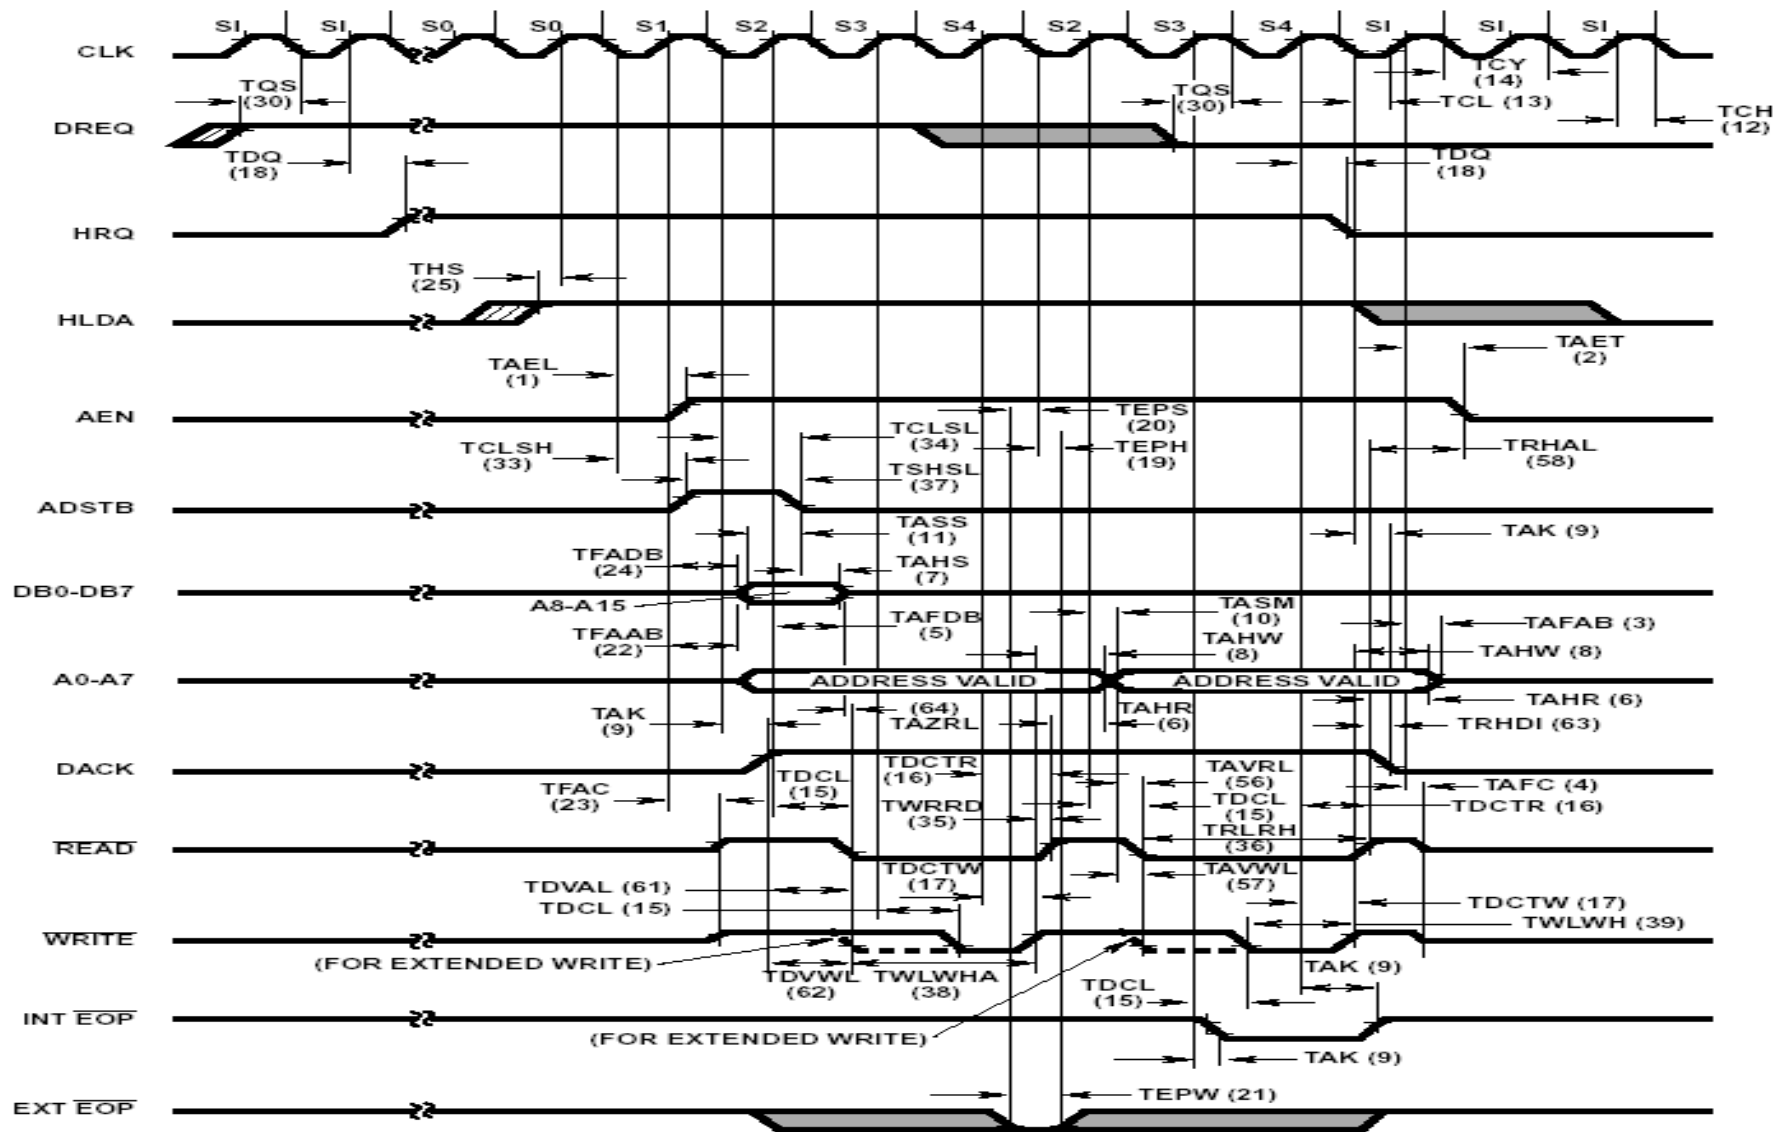 SI SI S0 S0 S1 S2 S3 S4 S2 S3 S4 SI SI SI
CLK
TCY
(14)
TQS
(30)
TQS
(30)
TCL (13)
TCH
(12)
DREQ
TDQ
(18)
TDQ
(18)
HRQ
THS
(25)
HLDA
TAET
(2)
TAEL
(1)
AEN
TEPS
(20)
TCLSL
(34)
TEPH
(19)
TRHAL
(58)
TCLSH
(33)
TSHSL
(37)
ADSTB
TASS
(11)
TAK (9)
TFADB
(24)
TAHS
(7)
DB0-DB7
A8-A15
TASM
(10)
TAFDB
(5)
TAFAB (3)
TFAAB
(22)
TAHW
(8)
TAHW (8)
A0-A7
ADDRESS VALID
ADDRESS VALID
(64)
TAZRL
TAHR
(6)
TAHR (6)
TAK
(9)
TRHDI (63)
DACK
TDCTR
(16)
TDCL
(15)
TAVRL
(56)
TAFC (4)
TFAC
(23)
TWRRD
(35)
TDCL
(15)
TDCTR (16)
TRLRH
(36)
READ
TDCTW
(17)
TAVWL
(57)
TDVAL (61)
TDCL (15)
TDCTW (17)
TWLWH (39)
WRITE
(FOR EXTENDED WRITE)
TDVWL
(62)
TWLWHA
(38)
TAK (9)
TDCL
(15)
INT EOP
(FOR EXTENDED WRITE)
TAK (9)
TEPW (21)
EXT EOP